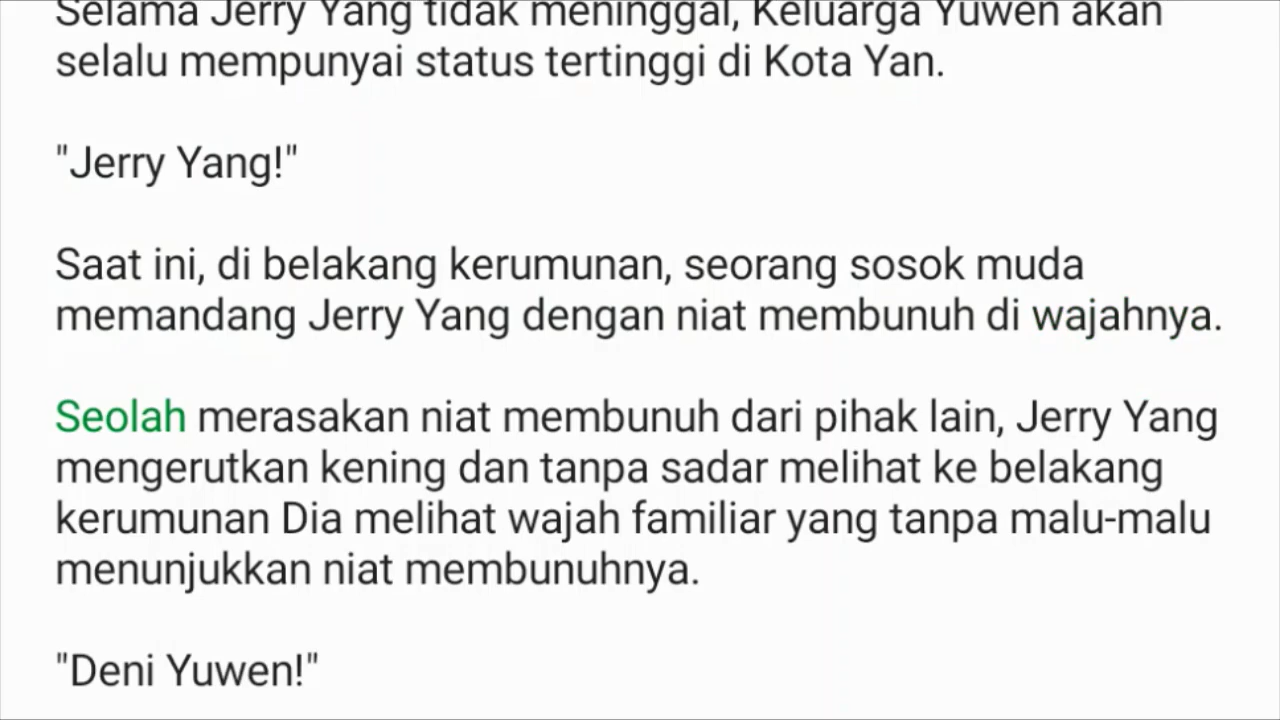 Selama Jerry Yang tidak meninggal, Keluarga Yuwen akan
selalu mempunyai status tertinggi di Kota Yan.
"Jerry Yang!"
Saat ini, di belakang kerumunan, seorang sosok muda
memandang Jerry Yang dengan niat membunuh di wajahnya.
Seolah merasakan niat membunuh dari pihak lain, Jerry Yang
mengerutkan kening dan tanpa sadar melihat ke belakang
kerumunan Dia melihat wajah familiar yang tanpa malu-malu
menunjukkan niat membunuhnya.
"Deni Yuwen!"